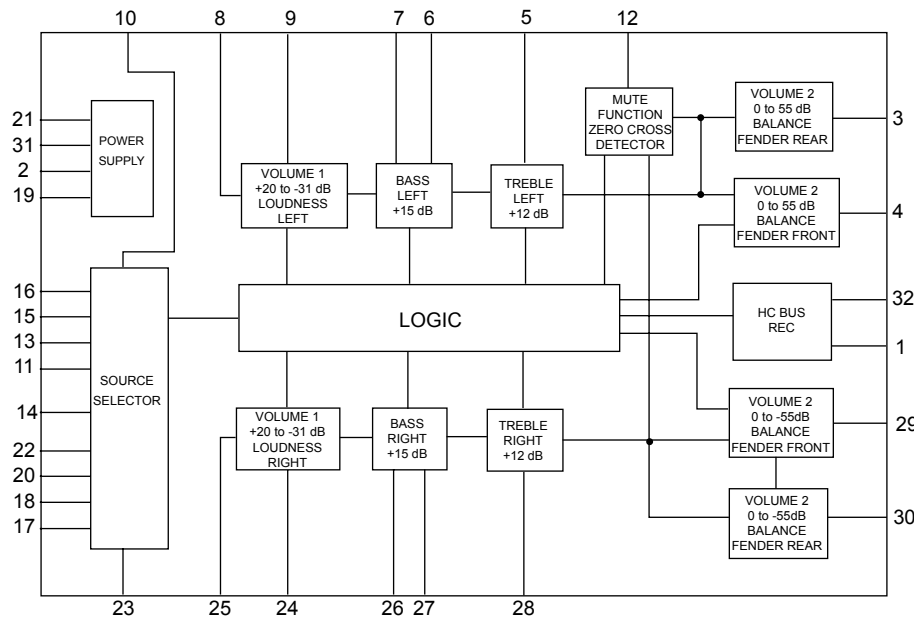 10
8
9
7
6
5
12
21
31
2
19
POWER
SUPPLY
VOLUME 1
+20 to -31 dB
LOUDNESS
LEFT
BASS
LEFT
+15 dB
TREBLE
LEFT
+12 dB
MUTE
FUNCTION
ZERO CROSS
DETECTOR
VOLUME 2
0 to 55 dB
BALANCE
FENDER REAR
3
VOLUME 2
0 to 55 dB
BALANCE
FENDER FRONT
4
16
15
13
11
14
22
20
18
17
SOURCE
SELECTOR
LOGIC
HC BUS
REC
32
1
VOLUME 1
+20 to -31 dB
LOUDNESS
RIGHT
BASS
RIGHT
+15 dB
TREBLE
RIGHT
+12 dB
VOLUME 2
0 to -55dB
BALANCE
FENDER FRONT
29
VOLUME 2
0 to -55dB
BALANCE
FENDER REAR
30
23
25
24
26
27
28